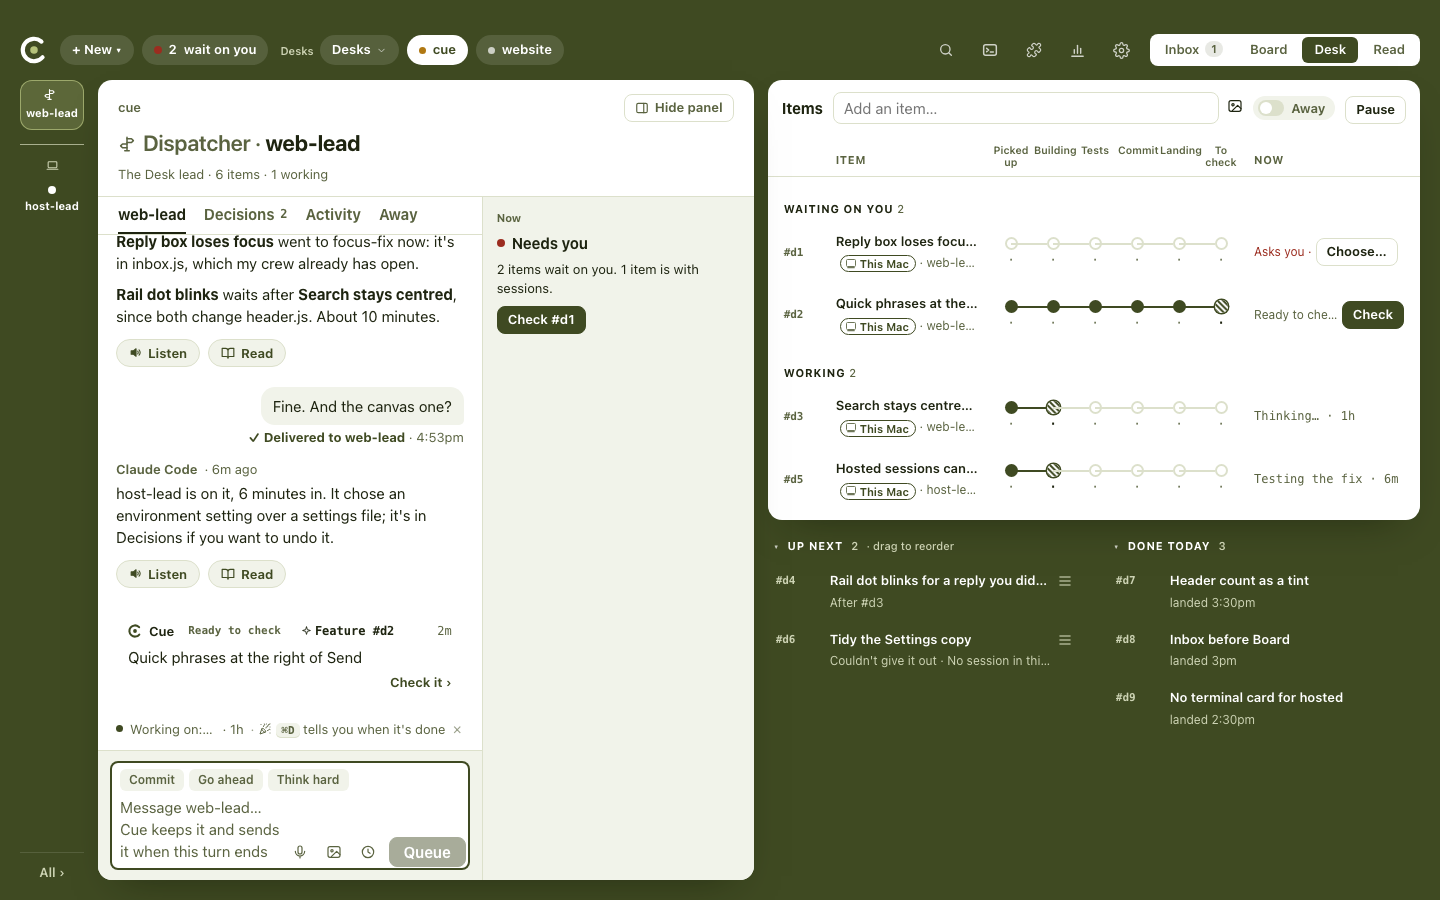 + New ▾
2 wait on you
Desks
Desks
cue
website
Inbox 1
Board
Desk
Read
web-lead
host-lead
All ›
cue
Hide panel
Dispatcher · web-lead
The Desk lead · 6 items · 1 working
web-lead
Decisions 2
Activity
Away
Reply box loses focus went to focus-fix now: it's
in inbox.js, which my crew already has open.
Rail dot blinks waits after Search stays centred,
since both change header.js. About 10 minutes.
Listen
Read
Fine. And the canvas one?
✓ Delivered to web-lead · 4:53pm
Claude Code · 6m ago
host-lead is on it, 6 minutes in. It chose an
environment setting over a settings file; it's in
Decisions if you want to undo it.
Listen
Read
Cue Ready to check Feature #d2 2m
Quick phrases at the right of Send
Check it ›
Working on:... · 1h · ⌘D tells you when it's done ×
Commit
Go ahead
Think hard
Message web-lead...
Cue keeps it and sends
it when this turn ends
Queue
Now
Needs you
2 items wait on you. 1 item is with
sessions.
Check #d1
Items
Add an item...
Away
Pause
ITEM
Picked up
Building
Tests
Commit
Landing
To check
NOW
WAITING ON YOU 2
#d1
Reply box loses focu...
This Mac · web-le...
Asks you ·
Choose...
#d2
Quick phrases at the...
This Mac · web-le...
Ready to che...
Check
WORKING 2
#d3
Search stays centre...
This Mac · web-le...
Thinking… · 1h
#d5
Hosted sessions can...
This Mac · host-le...
Testing the fix · 6m
▾ UP NEXT 2 · drag to reorder
#d4
Rail dot blinks for a reply you did...
After #d3
#d6
Tidy the Settings copy
Couldn't give it out · No session in thi...
▾ DONE TODAY 3
#d7
Header count as a tint
landed 3:30pm
#d8
Inbox before Board
landed 3pm
#d9
No terminal card for hosted
landed 2:30pm